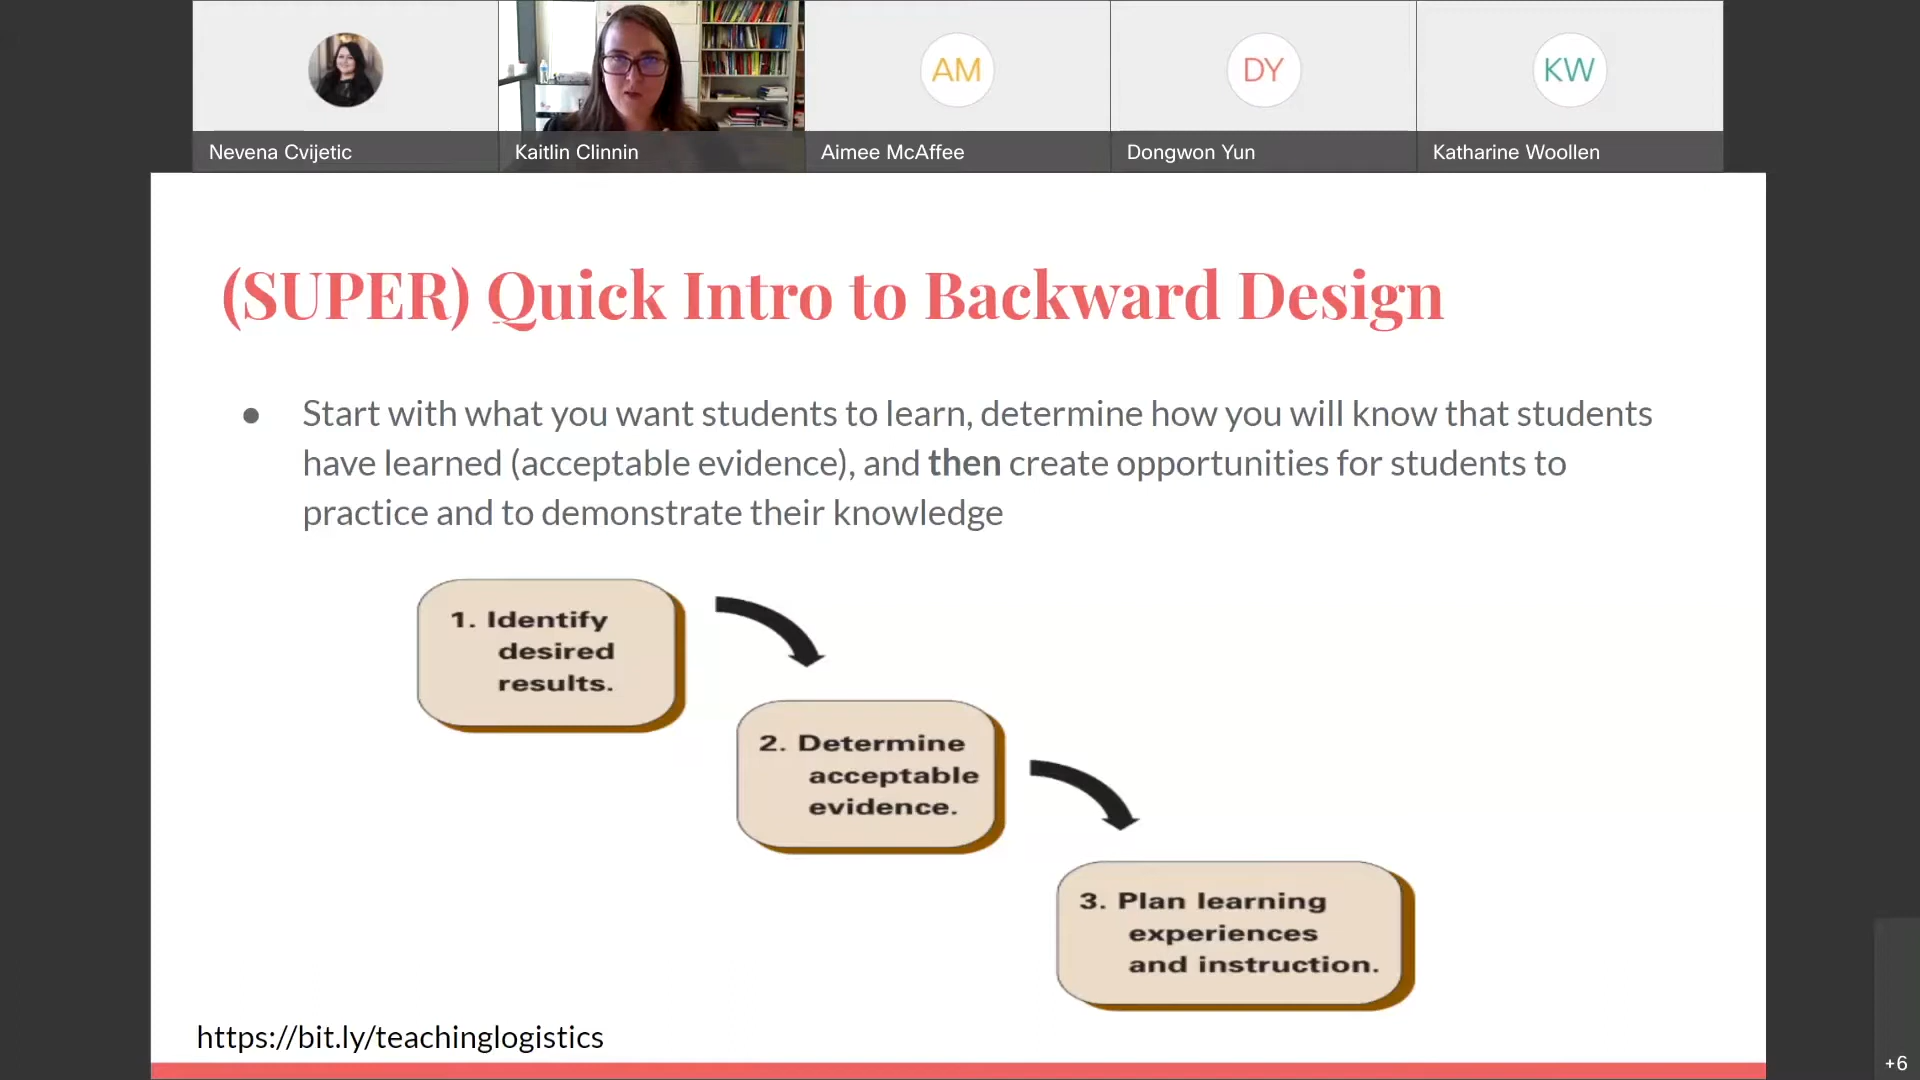 AM
DY
KW
Nevena Cvijetic
Kaitlin Clinnin
Aimee McAffee
Dongwon Yun
Katharine Woollen
(SUPER) Quick Intro to Backward Design
● Start with what you want students to learn, determine how you will know that students
have learned (acceptable evidence), and then create opportunities for students to
practice and to demonstrate their knowledge
1. Identify
desired
results.
2. Determine
acceptable
evidence.
3. Plan learning
experiences
and instruction.
https://bit.ly/teachinglogistics
+6